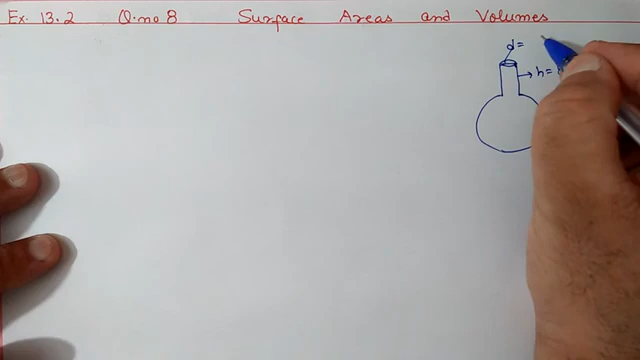 Ex. 13.2 Q.no 8 Surface Areas and Volumes
d=
h=